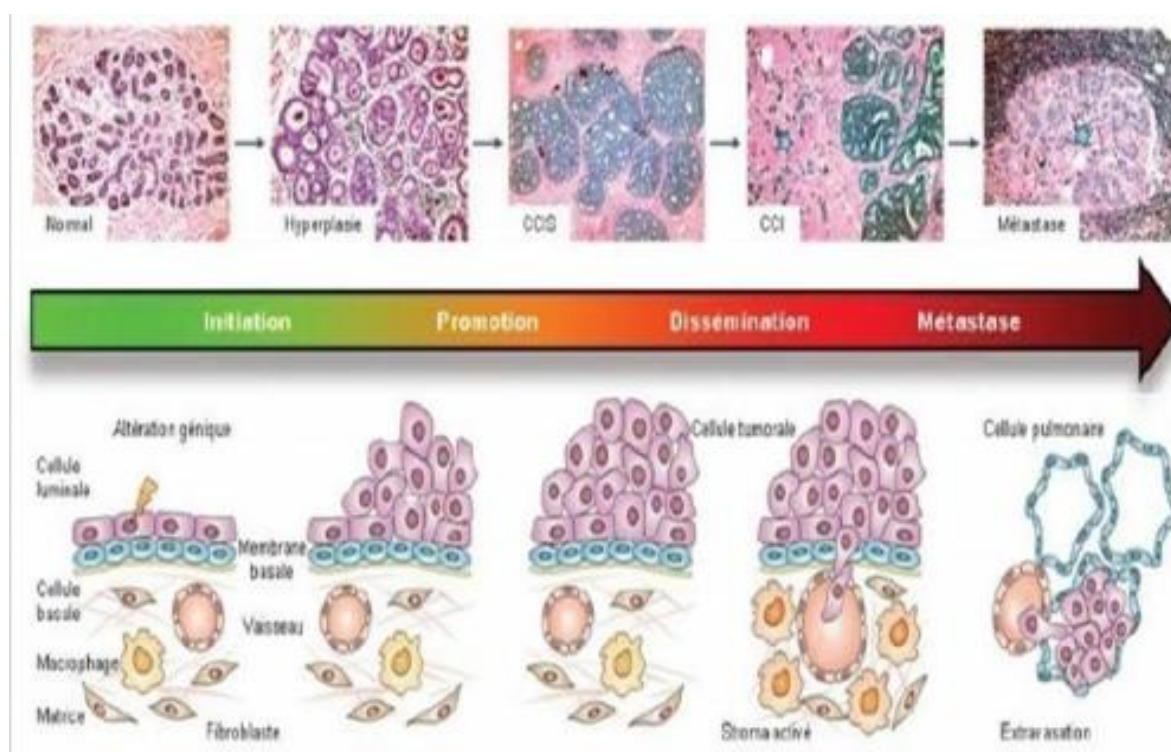 Normal
Hyperplasie
CCIS
CCI
Métastase
Initiation
Promotion
Dissémination
Métastase
Altération génique
Cellule
luminale
Cellule tumorale
Cellule pulmonaire
Membrane
basale
Cellule
basale
Vaisseau
Macrophage
Matrice
Fibroblaste
Stroma activé
Extravasation